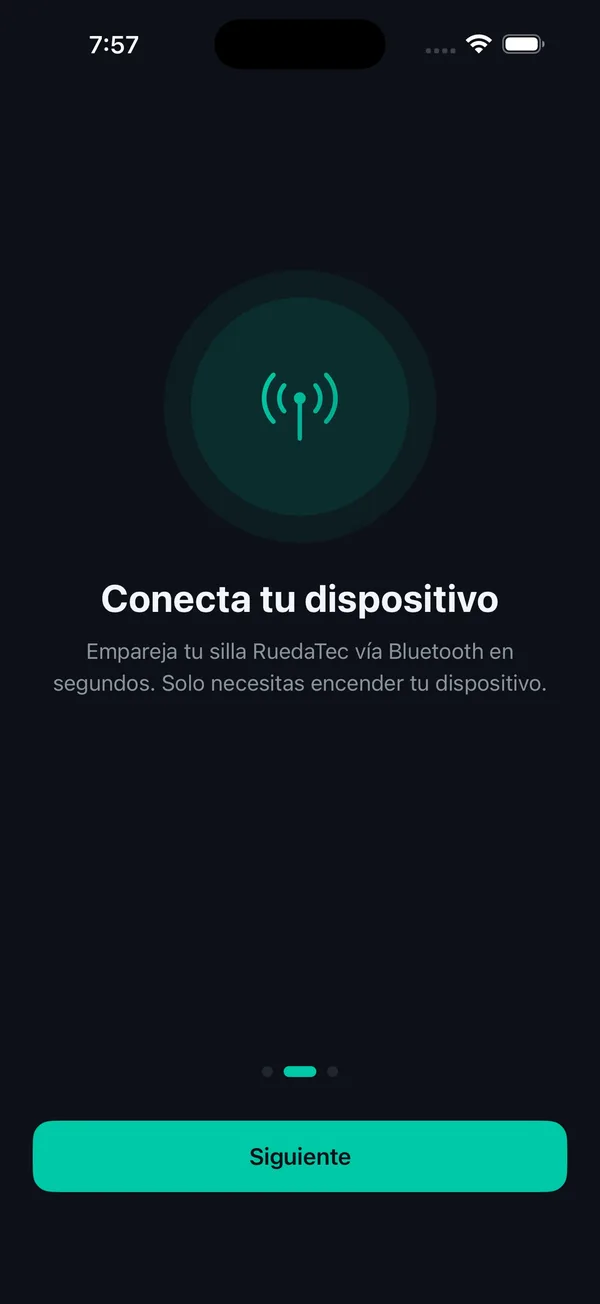 7:57
Conecta tu dispositivo
Empareja tu silla RuedaTec vía Bluetooth en
segundos. Solo necesitas encender tu dispositivo.
Siguiente